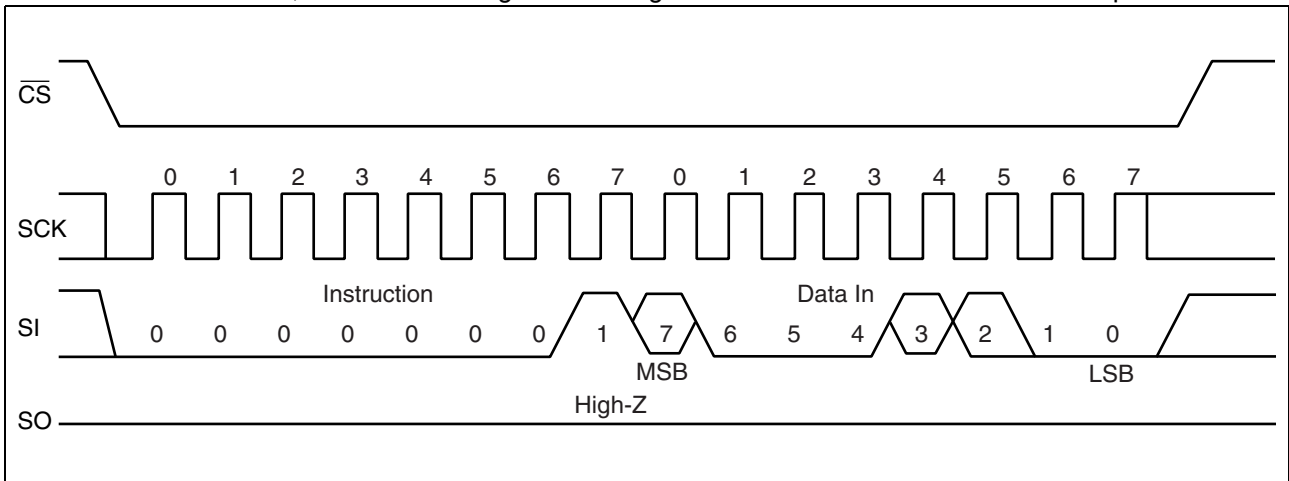 CS
0 1 2 3 4 5 6 7 0 1 2 3 4 5 6 7
SCK
Instruction Data In
SI 0 0 0 0 0 0 0 1 7 6 5 4 3 2 1 0
MSB LSB
High-Z
SO